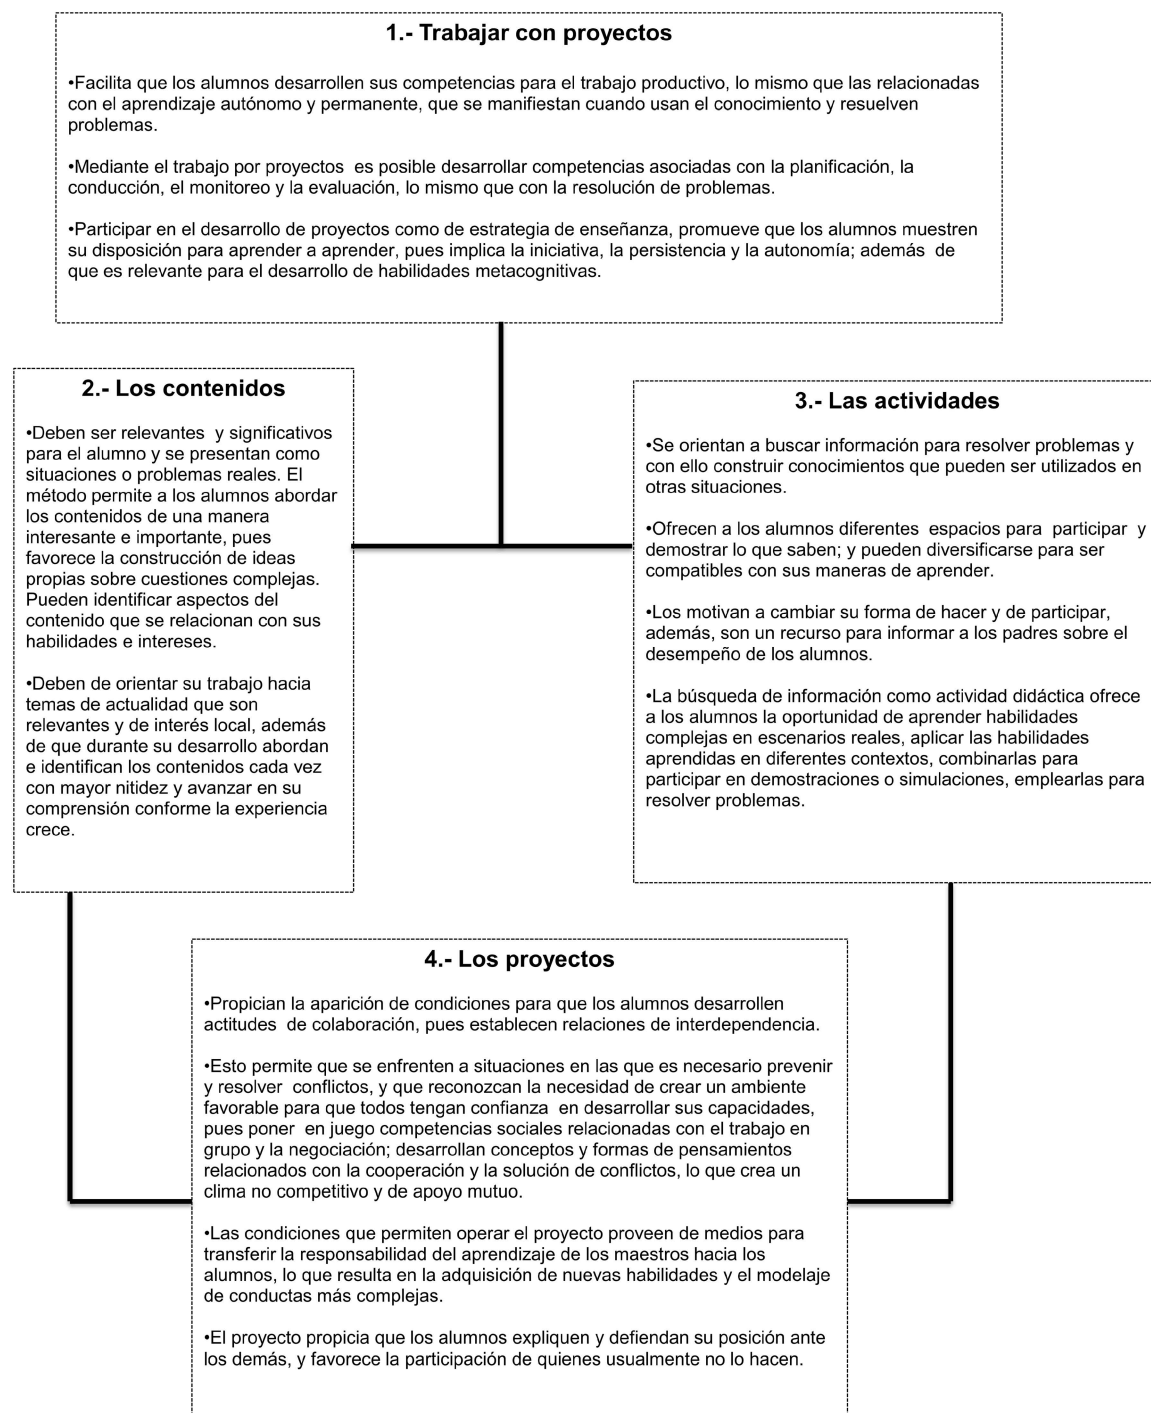 1.- Trabajar con proyectos
•Facilita que los alumnos desarrollen sus competencias para el trabajo productivo, lo mismo que las relacionadas
con el aprendizaje autónomo y permanente, que se manifiestan cuando usan el conocimiento y resuelven
problemas.
•Mediante el trabajo por proyectos es posible desarrollar competencias asociadas con la planificación, la
conducción, el monitoreo y la evaluación, lo mismo que con la resolución de problemas.
•Participar en el desarrollo de proyectos como de estrategia de enseñanza, promueve que los alumnos muestren
su disposición para aprender a aprender, pues implica la iniciativa, la persistencia y la autonomía; además de
que es relevante para el desarrollo de habilidades metacognitivas.
2.- Los contenidos
•Deben ser relevantes y significativos
para el alumno y se presentan como
situaciones o problemas reales. El
método permite a los alumnos abordar
los contenidos de una manera
interesante e importante, pues
favorece la construcción de ideas
propias sobre cuestiones complejas.
Pueden identificar aspectos del
contenido que se relacionan con sus
habilidades e intereses.
•Deben de orientar su trabajo hacia
temas de actualidad que son
relevantes y de interés local, además
de que durante su desarrollo abordan
e identifican los contenidos cada vez
con mayor nitidez y avanzar en su
comprensión conforme la experiencia
crece.
3.- Las actividades
•Se orientan a buscar información para resolver problemas y
con ello construir conocimientos que pueden ser utilizados en
otras situaciones.
•Ofrecen a los alumnos diferentes espacios para participar y
demostrar lo que saben; y pueden diversificarse para ser
compatibles con sus maneras de aprender.
•Los motivan a cambiar su forma de hacer y de participar,
además, son un recurso para informar a los padres sobre el
desempeño de los alumnos.
•La búsqueda de información como actividad didáctica ofrece
a los alumnos la oportunidad de aprender habilidades
complejas en escenarios reales, aplicar las habilidades
aprendidas en diferentes contextos, combinarlas para
participar en demostraciones o simulaciones, emplearlas para
resolver problemas.
4.- Los proyectos
•Propician la aparición de condiciones para que los alumnos desarrollen
actitudes de colaboración, pues establecen relaciones de interdependencia.
•Esto permite que se enfrenten a situaciones en las que es necesario prevenir
y resolver conflictos, y que reconozcan la necesidad de crear un ambiente
favorable para que todos tengan confianza en desarrollar sus capacidades,
pues poner en juego competencias sociales relacionadas con el trabajo en
grupo y la negociación; desarrollan conceptos y formas de pensamientos
relacionados con la cooperación y la solución de conflictos, lo que crea un
clima no competitivo y de apoyo mutuo.
•Las condiciones que permiten operar el proyecto proveen de medios para
transferir la responsabilidad del aprendizaje de los maestros hacia los
alumnos, lo que resulta en la adquisición de nuevas habilidades y el modelaje
de conductas más complejas.
•El proyecto propicia que los alumnos expliquen y defiendan su posición ante
los demás, y favorece la participación de quienes usualmente no lo hacen.